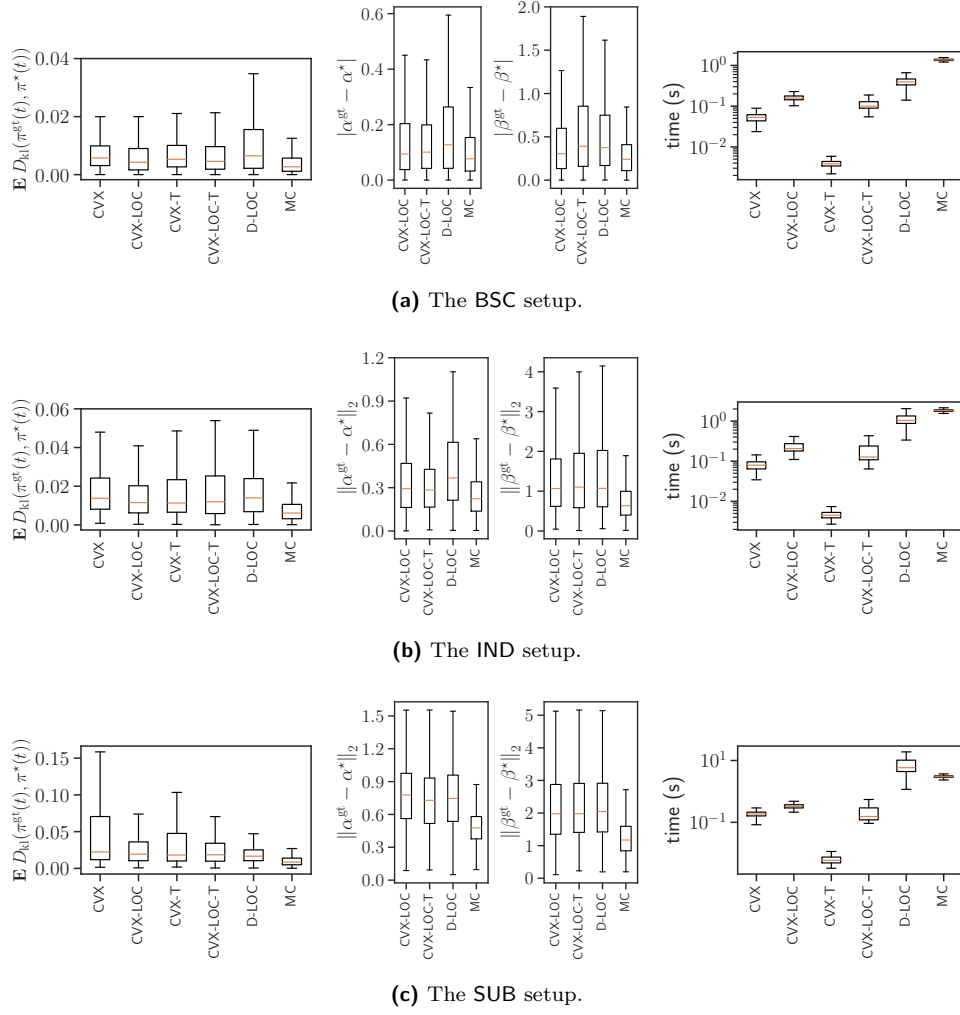 E D_kl(π^gt(t), π*(t))
0.04
0.02
0.00
CVX
CVX-LOC
CVX-T
CVX-LOC-T
D-LOC
MC
|α^gt − α*|
0.6
0.4
0.2
0.0
CVX-LOC
CVX-LOC-T
D-LOC
MC
|β^gt − β*|
2.0
1.5
1.0
0.5
0.0
CVX-LOC
CVX-LOC-T
D-LOC
MC
time (s)
10^0
10^−1
10^−2
CVX
CVX-LOC
CVX-T
CVX-LOC-T
D-LOC
MC
(a) The BSC setup.
E D_kl(π^gt(t), π*(t))
0.06
0.04
0.02
0.00
CVX
CVX-LOC
CVX-T
CVX-LOC-T
D-LOC
MC
||α^gt − α*||_2
1.2
0.9
0.6
0.3
0.0
CVX-LOC
CVX-LOC-T
D-LOC
MC
||β^gt − β*||_2
4
3
2
1
0
CVX-LOC
CVX-LOC-T
D-LOC
MC
time (s)
10^0
10^−1
10^−2
CVX
CVX-LOC
CVX-T
CVX-LOC-T
D-LOC
MC
(b) The IND setup.
E D_kl(π^gt(t), π*(t))
0.15
0.10
0.05
0.00
CVX
CVX-LOC
CVX-T
CVX-LOC-T
D-LOC
MC
||α^gt − α*||_2
1.5
1.2
0.9
0.6
0.3
0.0
CVX-LOC
CVX-LOC-T
D-LOC
MC
||β^gt − β*||_2
5
4
3
2
1
0
CVX-LOC
CVX-LOC-T
D-LOC
MC
time (s)
10^1
10^−1
CVX
CVX-LOC
CVX-T
CVX-LOC-T
D-LOC
MC
(c) The SUB setup.